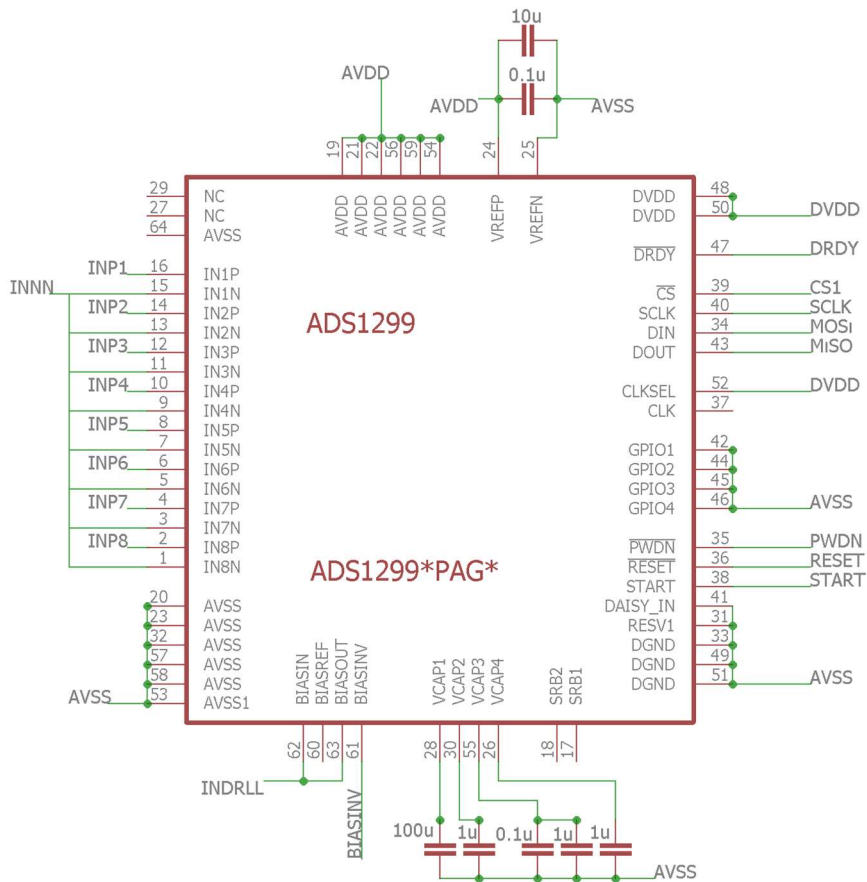 10u
AVDD
0.1u
AVDD
AVSS
19
21
22
56
59
54
24
25
AVDD
AVDD
AVDD
AVDD
AVDD
AVDD
VREFP
VREFN
29 NC
27 NC
64 AVSS
INP1 16 IN1P
INNN 15 IN1N
INP2 14 IN2P
13 IN2N
INP3 12 IN3P
11 IN3N
INP4 10 IN4P
9 IN4N
INP5 8 IN5P
7 IN5N
INP6 6 IN6P
5 IN6N
INP7 4 IN7P
3 IN7N
INP8 2 IN8P
1 IN8N
20 AVSS
23 AVSS
32 AVSS
57 AVSS
58 AVSS
AVSS 53 AVSS1
ADS1299
ADS1299*PAG*
DVDD 48
DVDD 50 DVDD
DRDY 47 DRDY
CS 39 CS1
SCLK 40 SCLK
DIN 34 MOSi
DOUT 43 MiSO
CLKSEL 52 DVDD
CLK 37
GPIO1 42
GPIO2 44
GPIO3 45
GPIO4 46 AVSS
PWDN 35 PWDN
RESET 36 RESET
START 38 START
DAISY_IN 41
RESV1 31
DGND 33
DGND 49
DGND 51 AVSS
BIASIN
BIASREF
BIASOUT
BIASINV
VCAP1
VCAP2
VCAP3
VCAP4
SRB2
SRB1
62
60
63
61
28
30
55
26
18
17
INDRLL
BIASINV
100u
1u
0.1u
1u
1u
AVSS